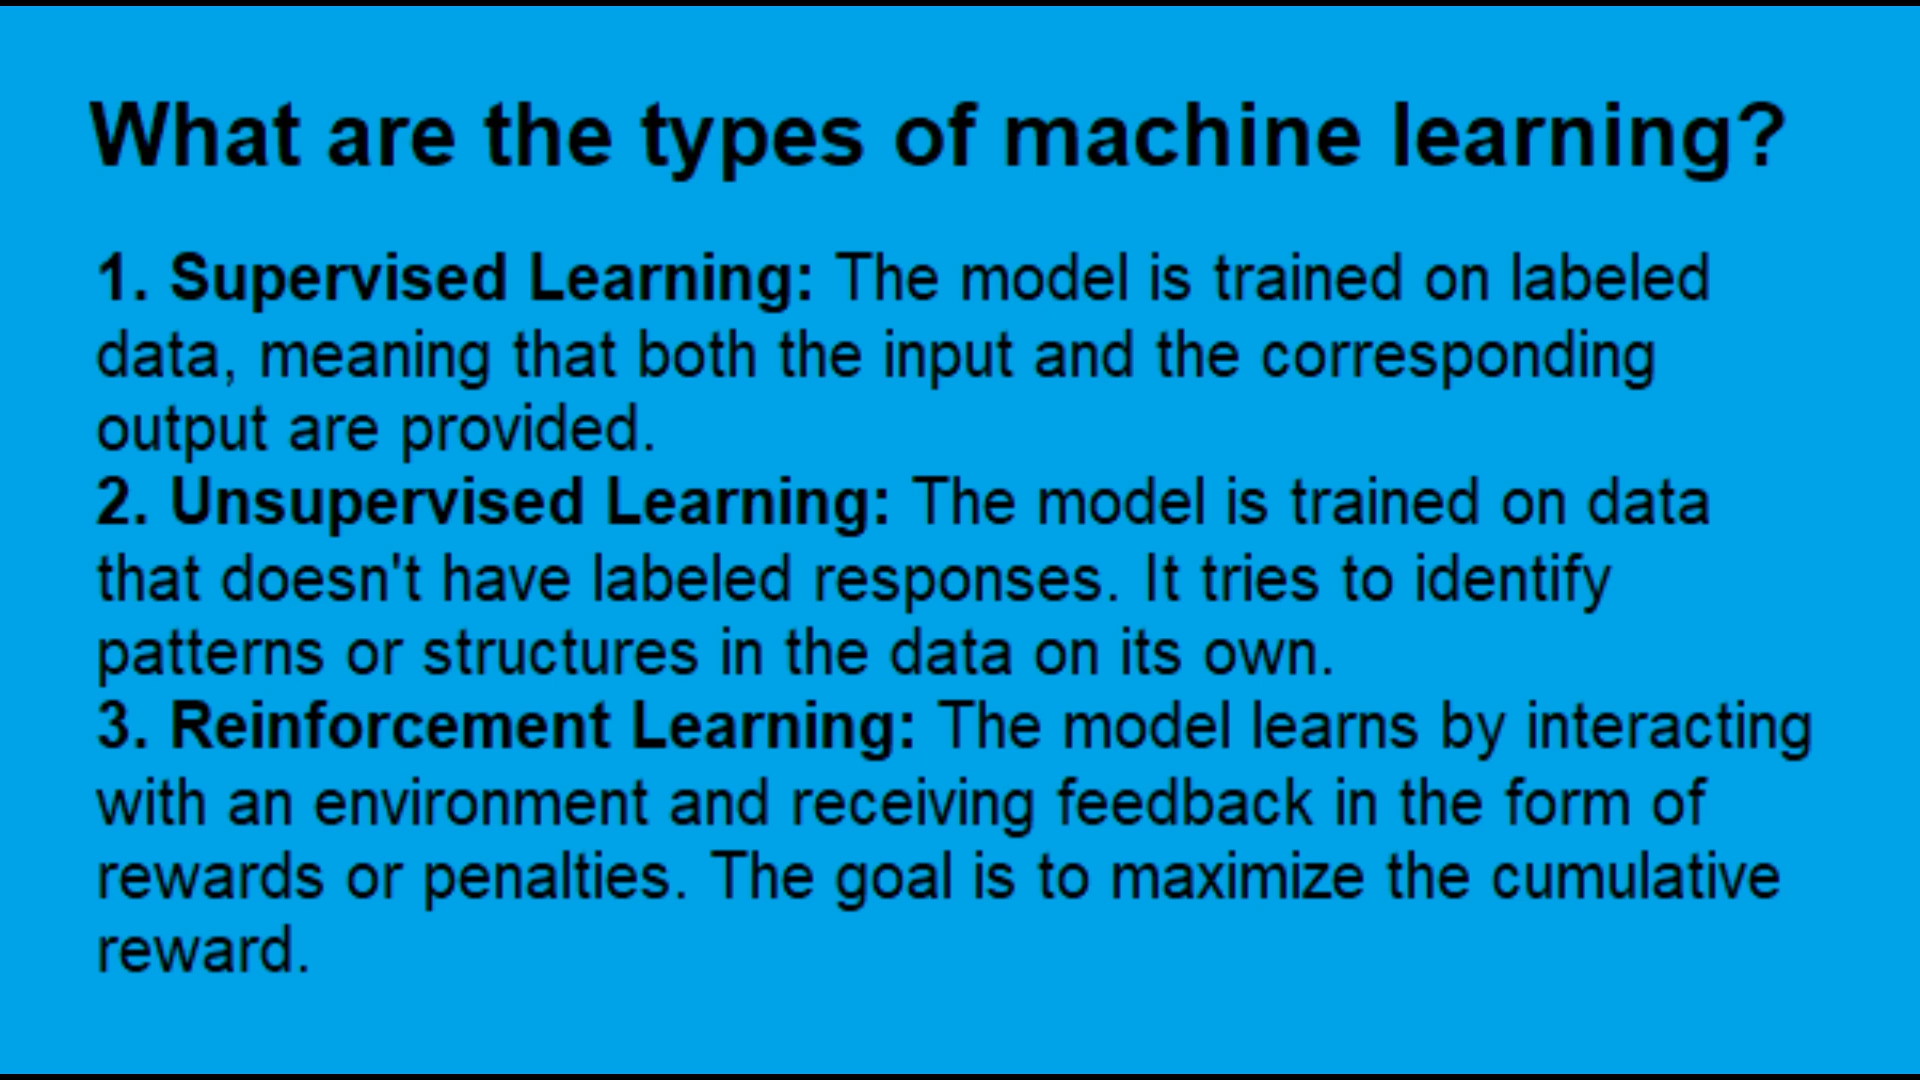 What are the types of machine learning?
1. Supervised Learning: The model is trained on labeled
data, meaning that both the input and the corresponding
output are provided.
2. Unsupervised Learning: The model is trained on data
that doesn't have labeled responses. It tries to identify
patterns or structures in the data on its own.
3. Reinforcement Learning: The model learns by interacting
with an environment and receiving feedback in the form of
rewards or penalties. The goal is to maximize the cumulative
reward.